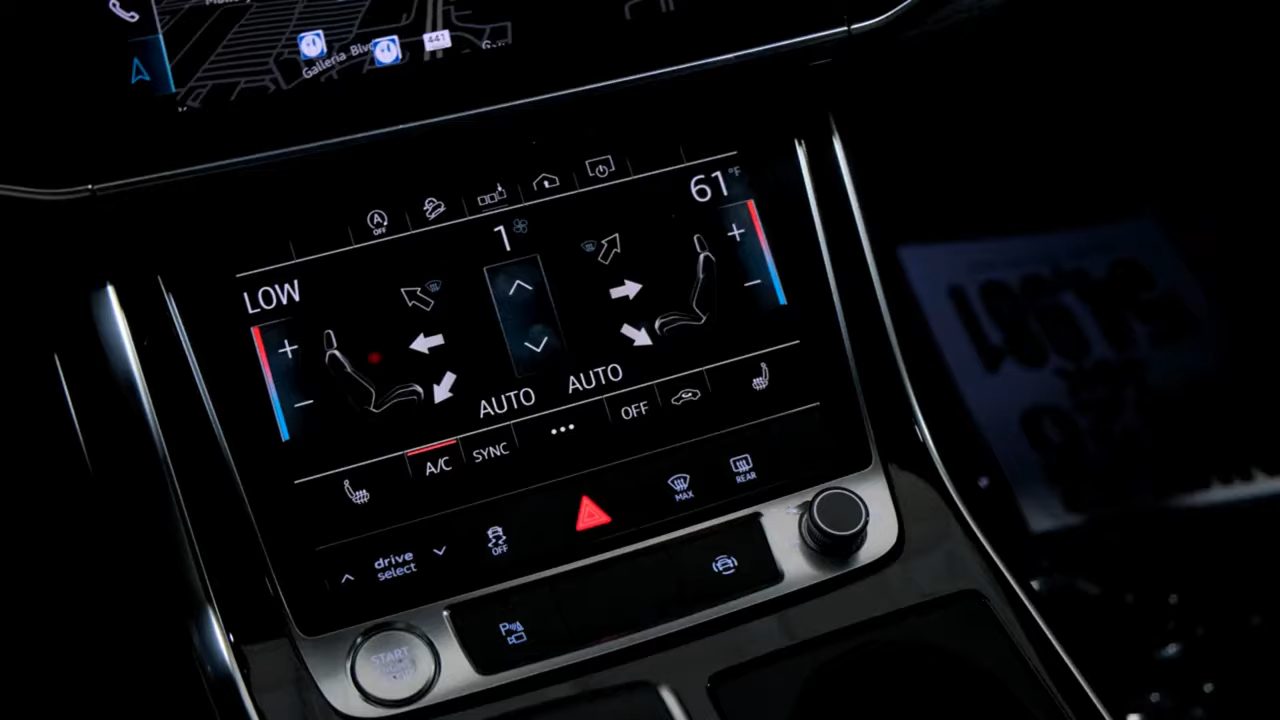 Galleria Blvd
441
61°F
A
OFF
1
LOW
AUTO
AUTO
OFF
A/C
SYNC
MAX
REAR
OFF
drive
select
P
START